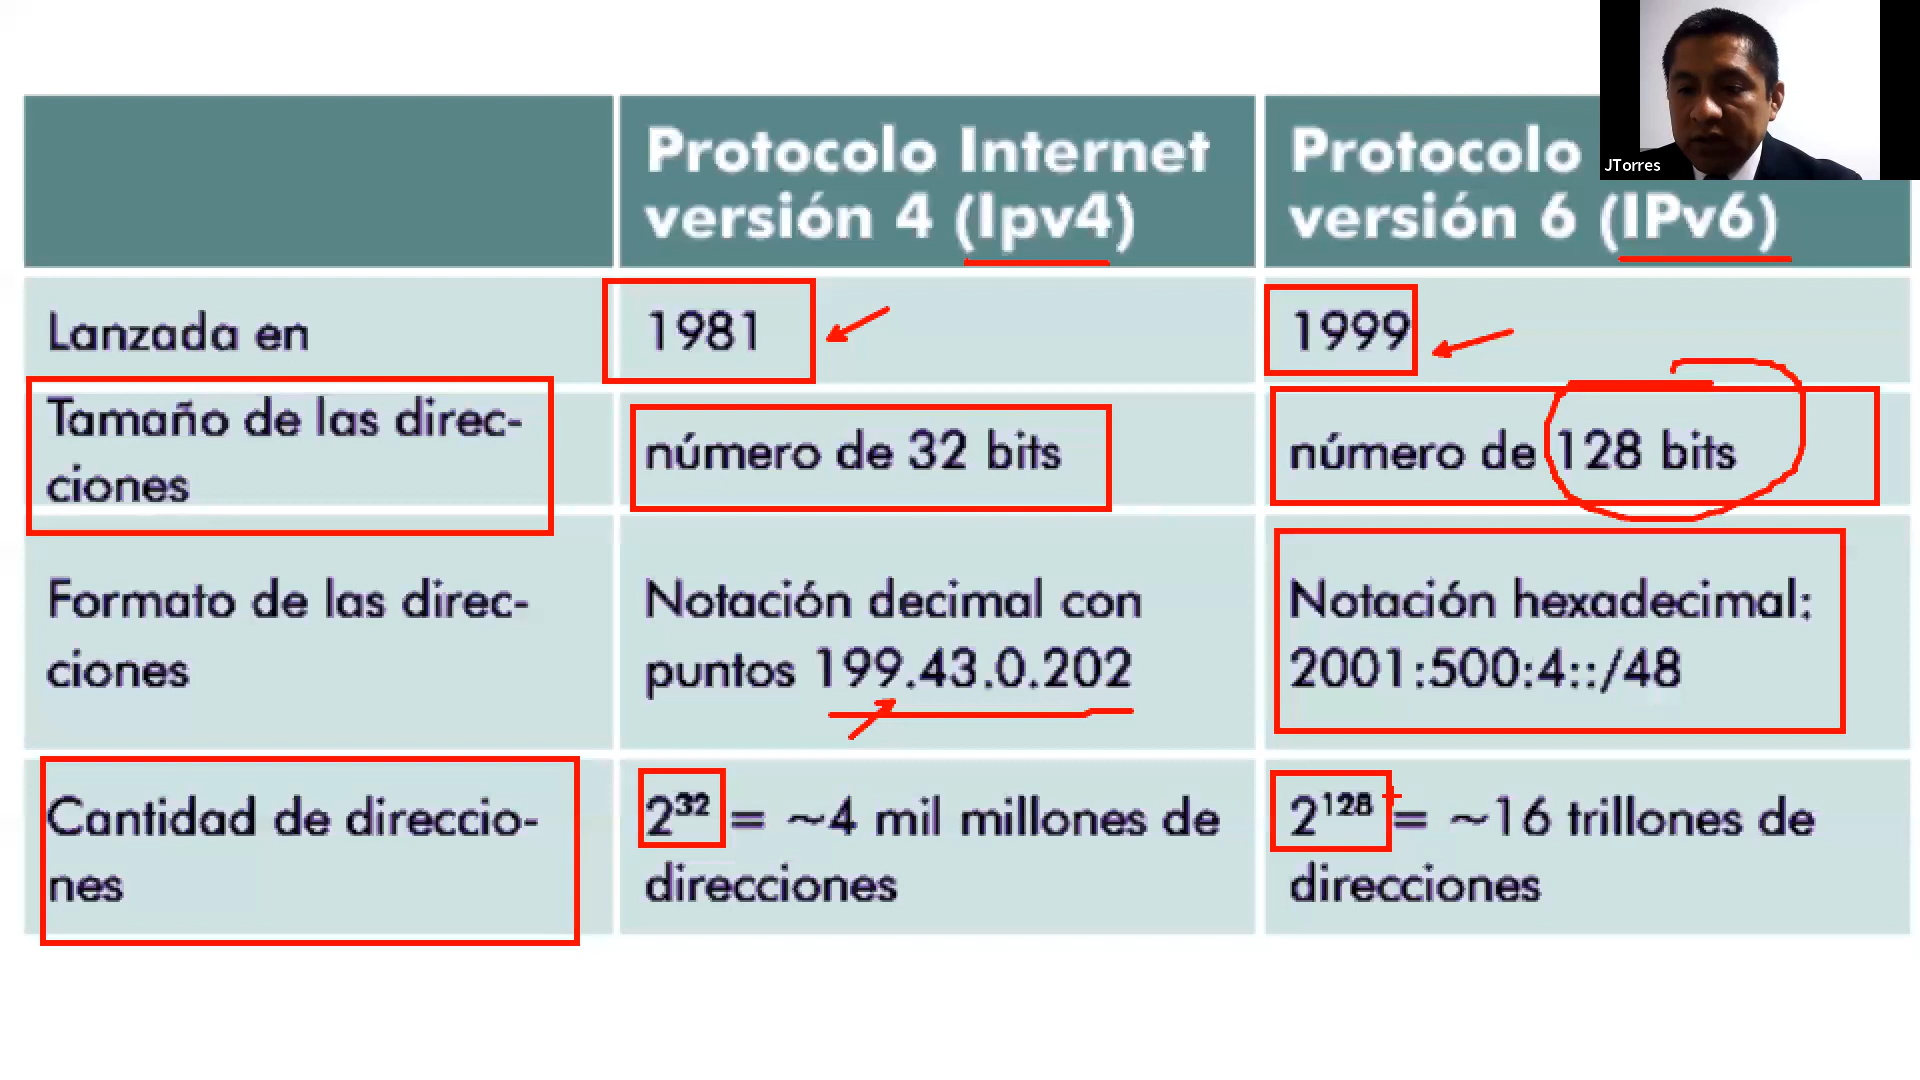 Protocolo Internet
versión 4 (Ipv4)
Protocolo
versión 6 (IPv6)
JTorres
Lanzada en
1981
1999
Tamaño de las direc-
ciones
número de 32 bits
número de 128 bits
Formato de las direc-
ciones
Notación decimal con
puntos 199.43.0.202
Notación hexadecimal:
2001:500:4::/48
Cantidad de direccio-
nes
2³² = ~4 mil millones de
direcciones
2¹²⁸ = ~16 trillones de
direcciones